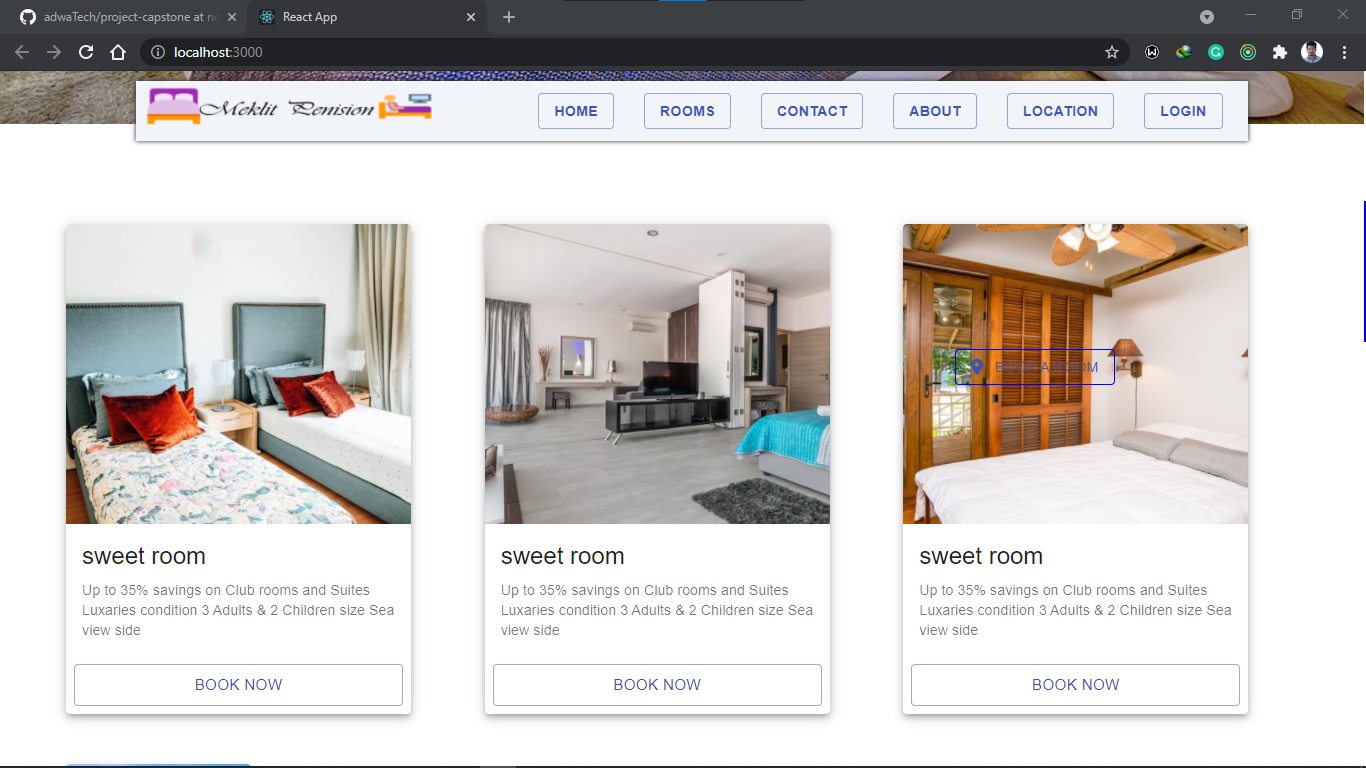 adwaTech/project-capstone at ne
React App
localhost:3000
Meklit Penision
HOME
ROOMS
CONTACT
ABOUT
LOCATION
LOGIN
BOOK A ROOM
sweet room
Up to 35% savings on Club rooms and Suites
Luxaries condition 3 Adults & 2 Children size Sea
view side
BOOK NOW
sweet room
Up to 35% savings on Club rooms and Suites
Luxaries condition 3 Adults & 2 Children size Sea
view side
BOOK NOW
sweet room
Up to 35% savings on Club rooms and Suites
Luxaries condition 3 Adults & 2 Children size Sea
view side
BOOK NOW